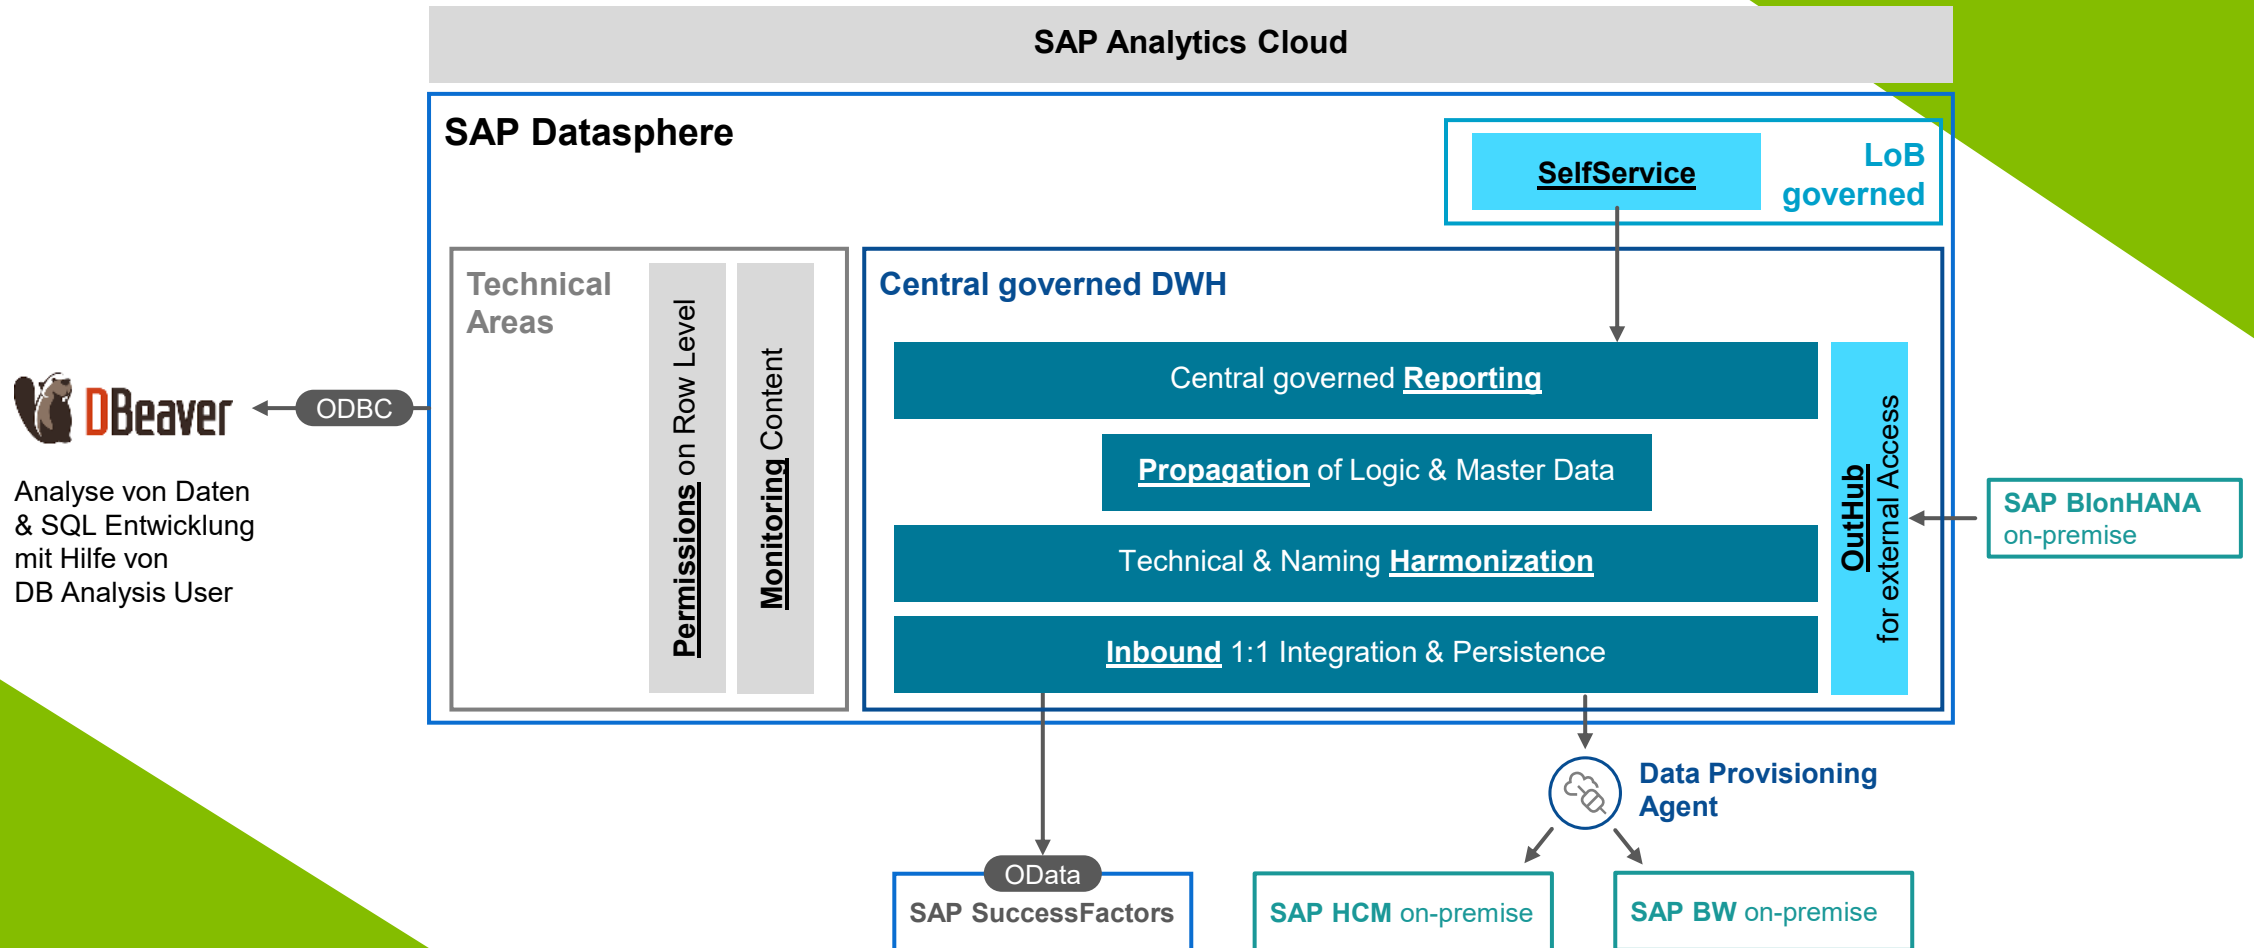 SAP Analytics Cloud
SAP Datasphere
SelfService
LoB
governed
Technical
Areas
Permissions on Row Level
Monitoring Content
Central governed DWH
Central governed Reporting
Propagation of Logic & Master Data
Technical & Naming Harmonization
Inbound 1:1 Integration & Persistence
OutHub
for external Access
DBeaver
ODBC
Analyse von Daten
& SQL Entwicklung
mit Hilfe von
DB Analysis User
SAP BIonHANA
on-premise
Data Provisioning
Agent
OData
SAP SuccessFactors
SAP HCM on-premise
SAP BW on-premise